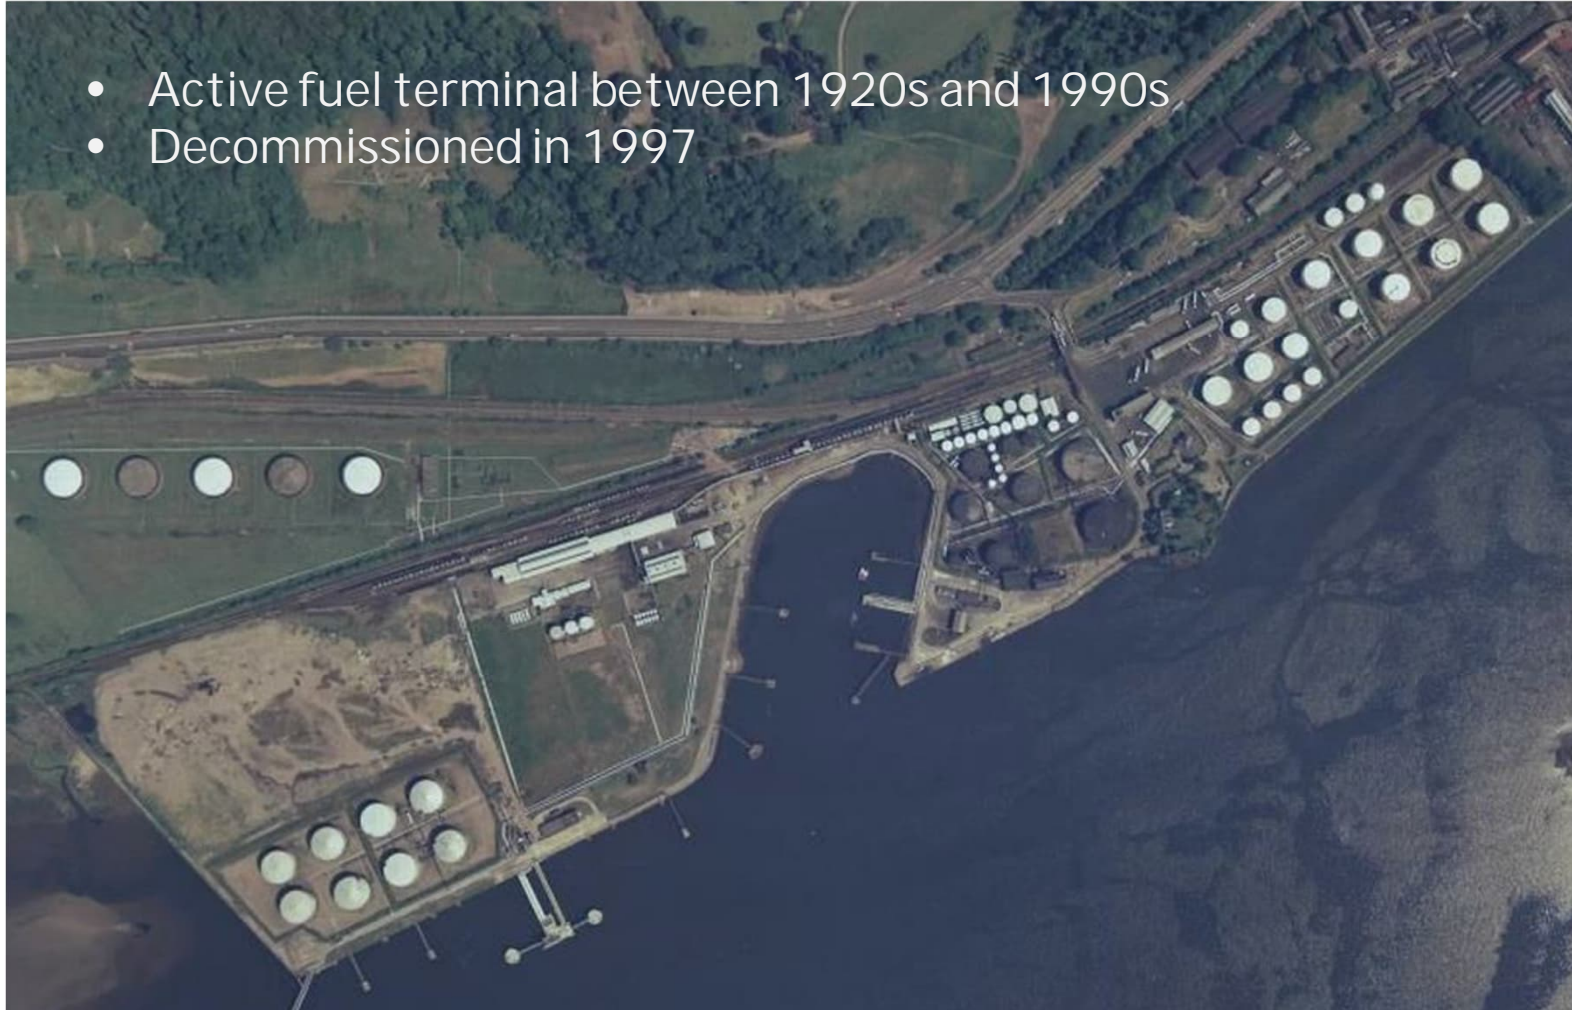 • Active fuel terminal between 1920s and 1990s
• Decommissioned in 1997